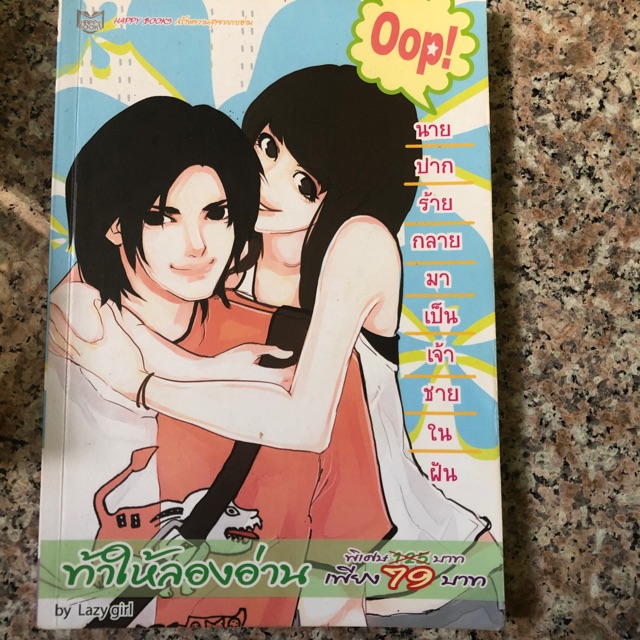 HAPPY BOOKS
Oop!
นาย
ปาก
ร้าย
กลาย
มา
เป็น
เจ้า
ชาย
ใน
ฝัน
ท้าให้ลองอ่าน
พิเศษ 125 บาท
เพียง 79 บาท
by Lazy girl